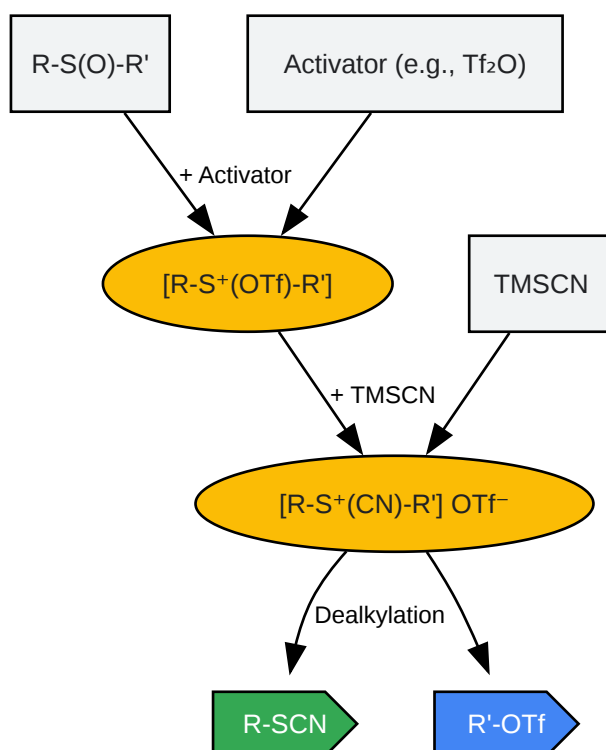 R-S(O)-R'
Activator (e.g., Tf₂O)
+ Activator
[R-S⁺(OTf)-R']
TMSCN
+ TMSCN
[R-S⁺(CN)-R'] OTf⁻
Dealkylation
R-SCN
R'-OTf